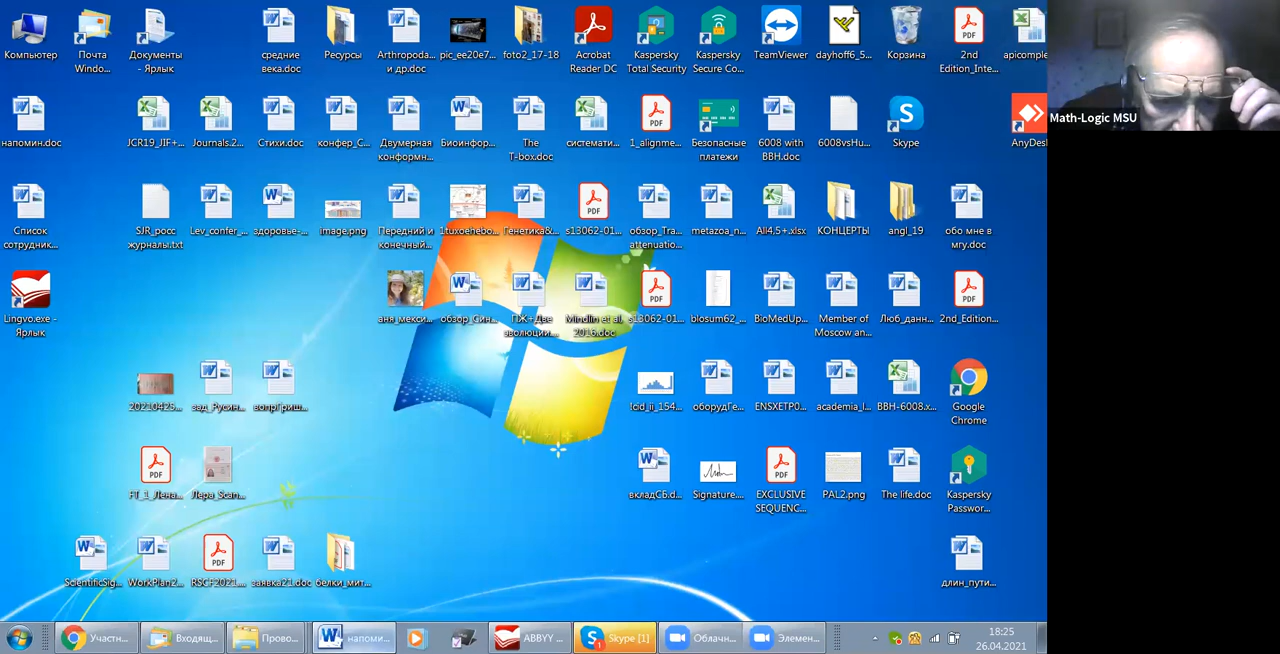 Компьютер
Почта
Windo...
Документы
- Ярлык
средние
века.doc
Ресурсы
Arthropoda...
и др.doc
pic_ee20e7...
foto2_17-18
Acrobat
Reader DC
Kaspersky
Total Security
Kaspersky
Secure Co...
TeamViewer
dayhoff6_5...
Корзина
2nd
Edition_Inte...
apicomple
напомин.doc
JCR19_JIF+...
Journals.2...
Стихи.doc
конфер_С...
Двумерная
конформн...
Биоинфор...
The
T-box.doc
системати...
1_alignme...
Безопасные
платежи
6008 with
BBH.doc
6008vsHu...
Skype
AnyDesk
Math-Logic MSU
Список
сотрудник...
SJR_росс
журналы.txt
Lev_confer_...
здоровье-...
image.png
Передний и
конечный...
1tuxoehebo...
Генетика&...
s13062-01...
обзор_Tra...
attenuatio...
metazoa_n...
All4,5+.xlsx
КОНЦЕРТЫ
angl_19
обо мне в
мгу.doc
Lingvo.exe -
Ярлык
аня_мекси...
обзор_Син...
ПЖ+Две
эволюции...
Mindlin et al,
2016.doc
s13062-01...
blosum62_...
BioMedUp...
Member of
Moscow an...
Люб_данн...
2nd_Edition...
20210425...
зад_Русин...
вопрГриш...
!cid_ii_154...
оборудГе...
ENSXETP0...
academia_l...
BBH-6008.x...
Google
Chrome
FT_1_Лена...
Лера_Scan...
вкладСБ.d...
Signature....
EXCLUSIVE
SEQUENC...
PAL2.png
The life.doc
Kaspersky
Passwor...
ScientificSig...
WorkPlan2...
RSCF2021...
заявка21.doc
белки_мит...
длин_пути...
Участн...
Входящ...
Прово...
напоми...
ABBYY ...
Skype [1]
Облачн...
Элемен...
18:25
26.04.2021